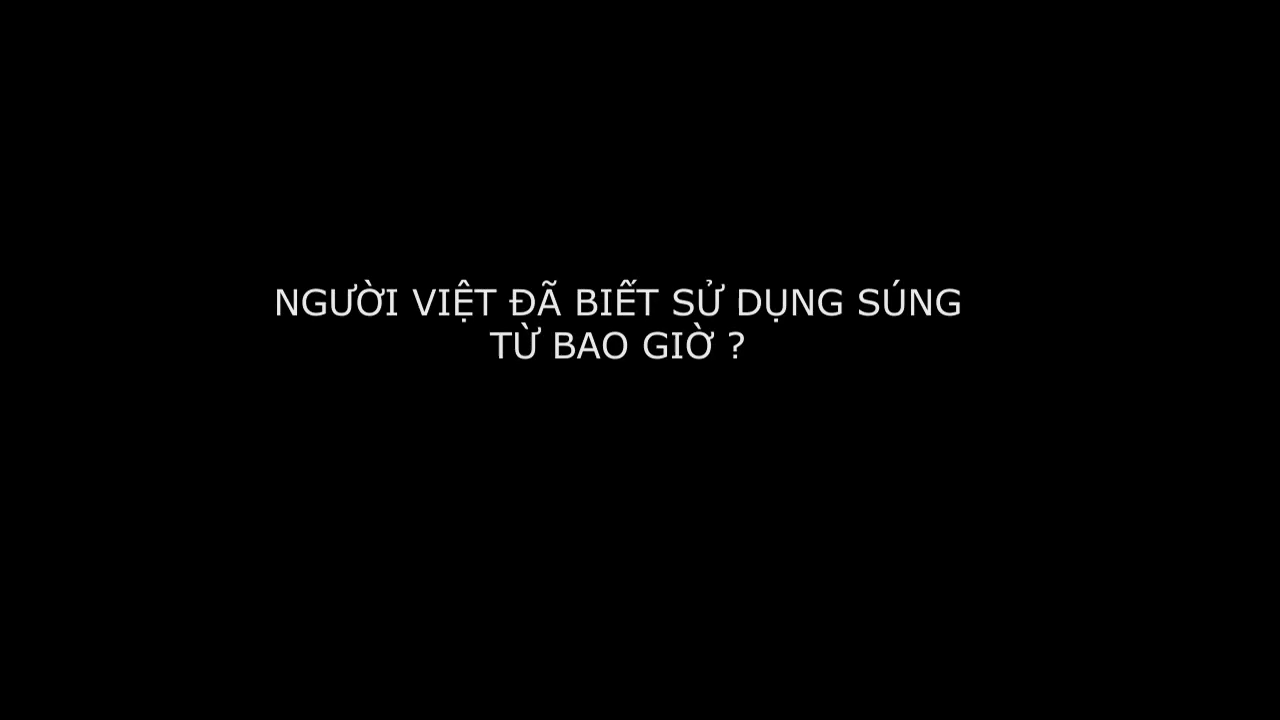 NGƯỜI VIỆT ĐÃ BIẾT SỬ DỤNG SÚNG
TỪ BAO GIỜ ?